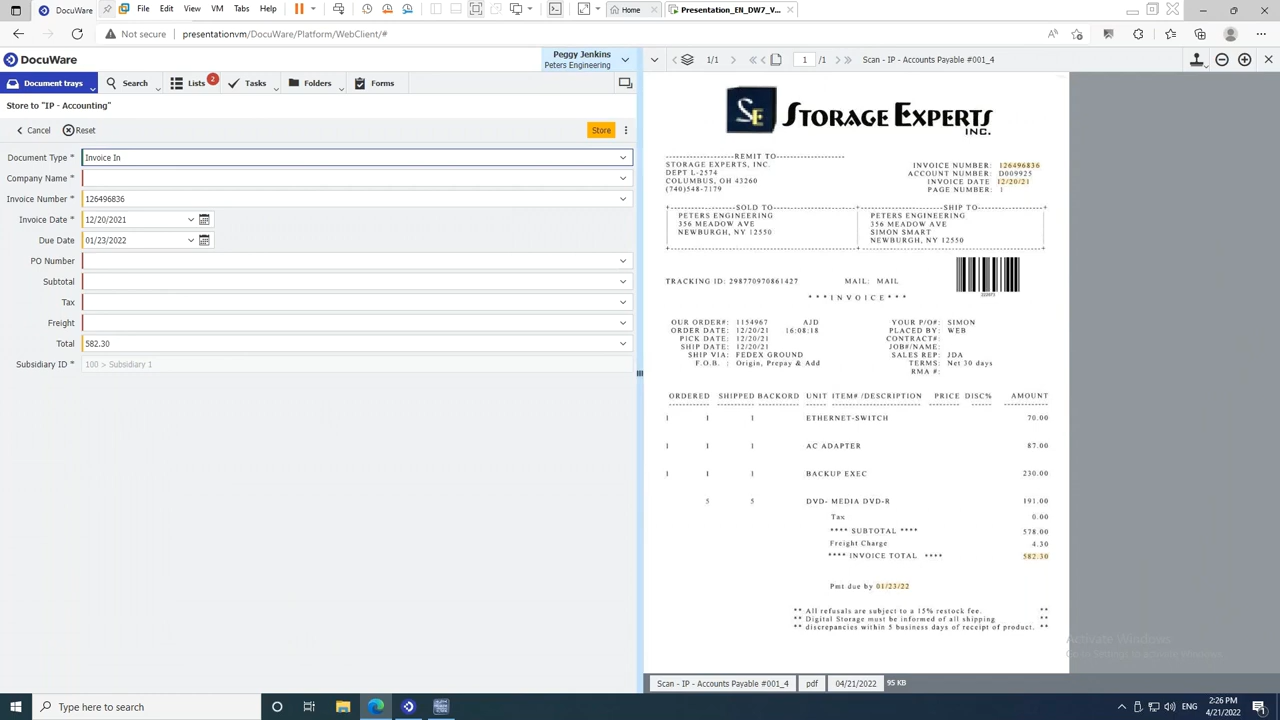 File Edit View VM Tabs Help
Home
Presentation_EN_DW7_V...
Not secure presentationvm/DocuWare/Platform/WebClient/#
DocuWare
Peggy Jenkins
Peters Engineering
1/1 1 /1 Scan - IP - Accounts Payable #001_4
Document trays Search Lists 2 Tasks Folders Forms
Store to "IP - Accounting"
Cancel Reset Store
Document Type * Invoice In
Company Name *
Invoice Number * 126496836
Invoice Date * 12/20/2021
Due Date 01/23/2022
PO Number
Subtotal
Tax
Freight
Total 582.30
Subsidiary ID * 100 > Subsidiary 1
SE STORAGE EXPERTS
INC.
-------------------REMIT TO-------------------
STORAGE EXPERTS, INC.
DEPT L-2574
COLUMBUS, OH 43260
(740)548-7179
INVOICE NUMBER: 126496836
ACCOUNT NUMBER: D009925
INVOICE DATE 12/20/21
PAGE NUMBER: 1
SOLD TO
PETERS ENGINEERING
356 MEADOW AVE
NEWBURGH, NY 12550
SHIP TO
PETERS ENGINEERING
356 MEADOW AVE
SIMON SMART
NEWBURGH, NY 12550
TRACKING ID: 298770970861427 MAIL: MAIL
***INVOICE***
OUR ORDER#: 1154967 AJD
ORDER DATE: 12/20/21 16:08:18
PICK DATE: 12/20/21
SHIP DATE: 12/20/21
SHIP VIA: FEDEX GROUND
F.O.B. : Origin, Prepay & Add
YOUR P/O#: SIMON
PLACED BY: WEB
CONTRACT#:
JOB#/NAME:
SALES REP: JDA
TERMS: Net 30 days
RMA #:
ORDERED SHIPPED BACKORD UNIT ITEM# /DESCRIPTION PRICE DISC% AMOUNT
1 1 1 ETHERNET-SWITCH 70.00
1 1 1 AC ADAPTER 87.00
1 1 1 BACKUP EXEC 230.00
5 5 DVD- MEDIA DVD-R 191.00
Tax 0.00
**** SUBTOTAL **** 578.00
Freight Charge 4.30
**** INVOICE TOTAL **** 582.30
Pmt due by 01/23/22
** All refusals are subject to a 15% restock fee. **
** Digital Storage must be informed of all shipping **
** discrepancies within 5 business days of receipt of product. **
Activate Windows
Scan - IP - Accounts Payable #001_4 pdf 04/21/2022 95 KB
Type here to search
ENG
2:26 PM
4/21/2022